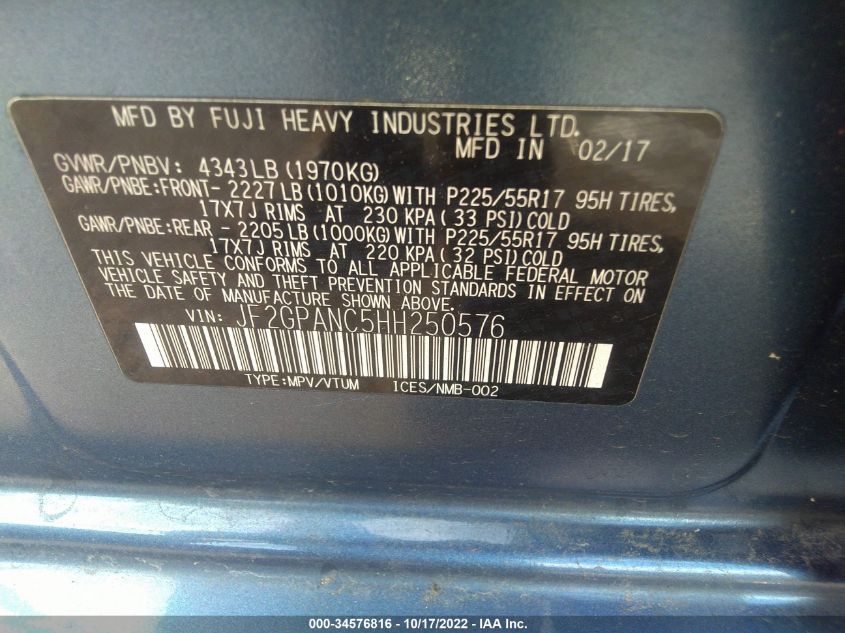 MFD BY FUJI HEAVY INDUSTRIES LTD.
MFD IN 02/17
GVWR/PNBV: 4343LB (1970KG)
GAWR/PNBE:FRONT- 2227LB(1010KG)WITH P225/55R17 95H TIRES,
17X7J RIMS AT 230 KPA(33 PSI)COLD
GAWR/PNBE:REAR - 2205LB(1000KG)WITH P225/55R17 95H TIRES,
17X7J RIMS AT 220 KPA(32 PSI)COLD
THIS VEHICLE CONFORMS TO ALL APPLICABLE FEDERAL MOTOR
VEHICLE SAFETY AND THEFT PREVENTION STANDARDS IN EFFECT ON
THE DATE OF MANUFACTURE SHOWN ABOVE.
VIN: JF2GPANC5HH250576
TYPE:MPV/VTUM ICES/NMB-002
000-34576816 - 10/17/2022 - IAA Inc.